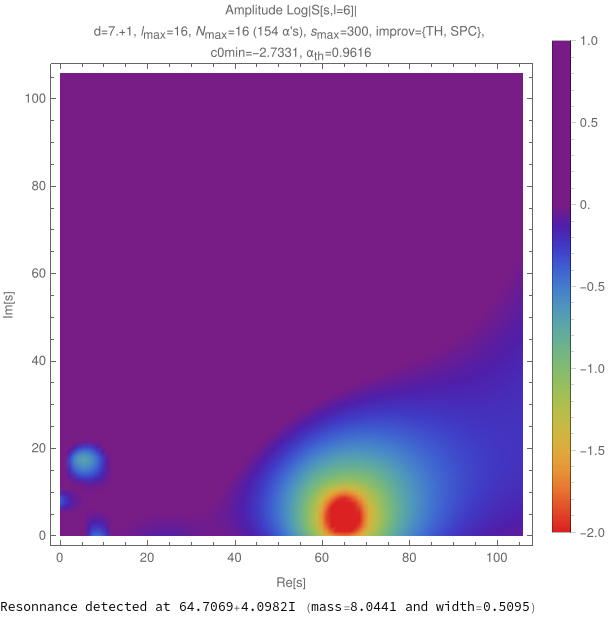 Amplitude Log|S[s,l=6]|
d=7.+1, lmax=16, Nmax=16 (154 α's), smax=300, improv={TH, SPC},
c0min=−2.7331, αth=0.9616
1.0
0.5
0.
−0.5
−1.0
−1.5
−2.0
100
80
60
40
20
0
Im[s]
0 20 40 60 80 100
Re[s]
Resonnance detected at 64.7069+4.0982I (mass=8.0441 and width=0.5095)